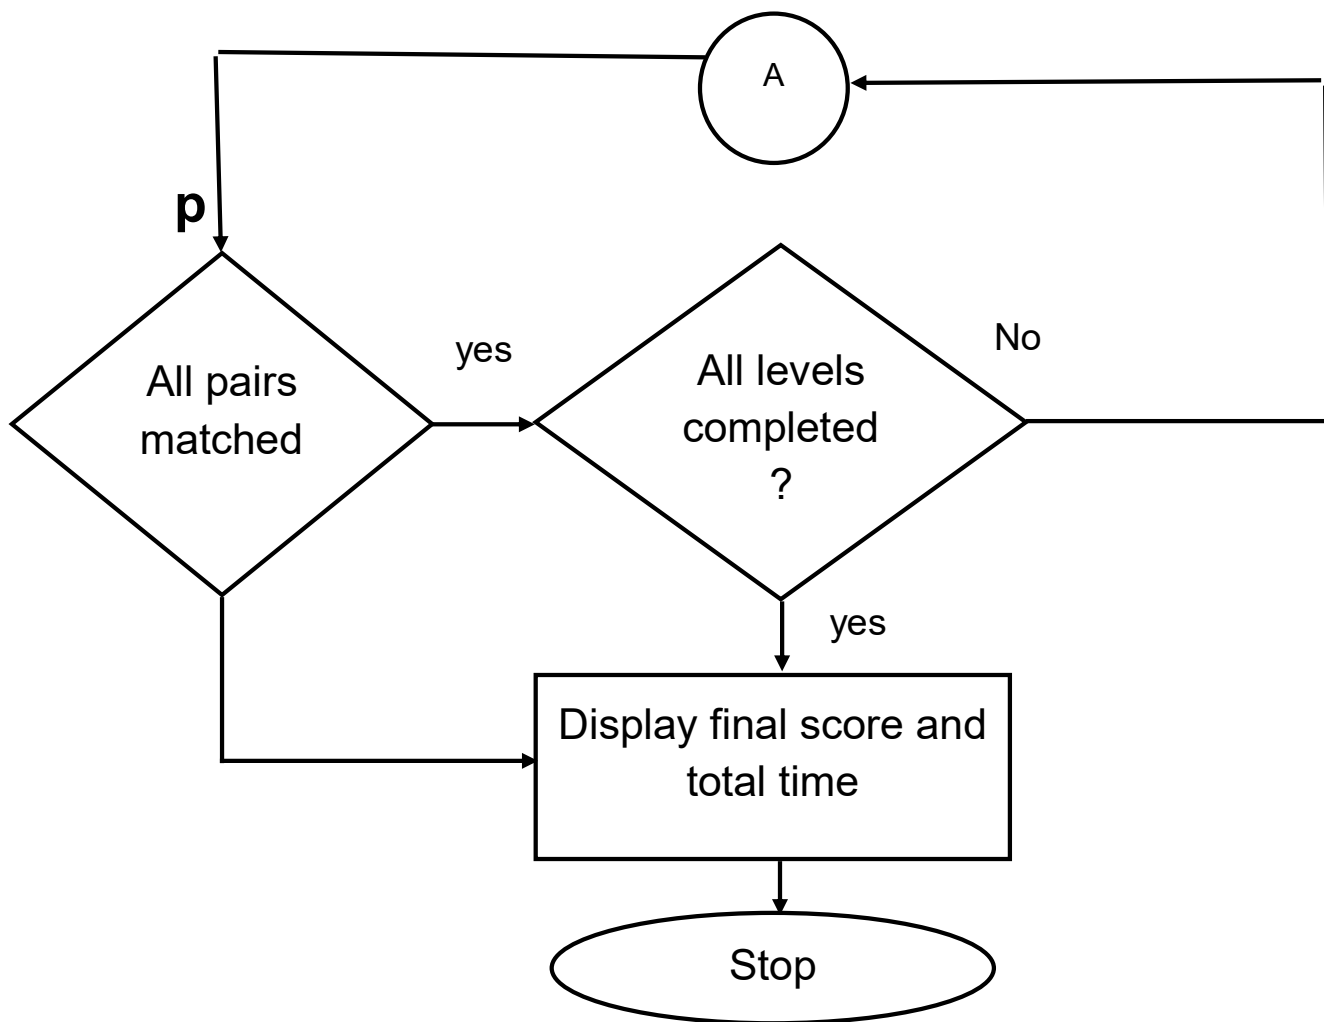 A
p
All pairs
matched
yes
All levels
completed
?
No
yes
Display final score and
total time
Stop